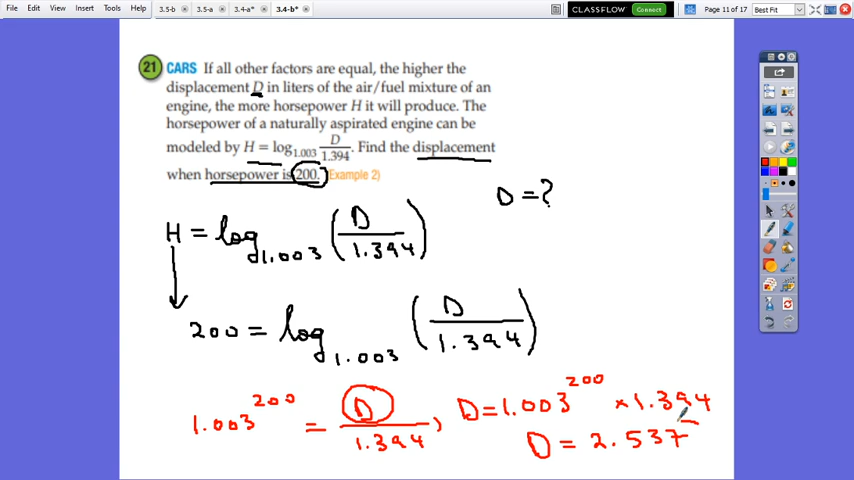 File Edit View Insert Tools Help 3.5-b 3.5-a 3.4-a* 3.4-b* CLASSFLOW Page 11 of 17 Best Fit
21 CARS If all other factors are equal, the higher the
displacement D in liters of the air/fuel mixture of an
engine, the more horsepower H it will produce. The
horsepower of a naturally aspirated engine can be
modeled by H = log1.003 D/1.394. Find the displacement
when horsepower is 200. (Example 2)
D = ?
H = log1.003 (D/1.394)
200 = log1.003 (D/1.394)
1.003^200 = D/1.394, D = 1.003^200 × 1.394
D = 2.537